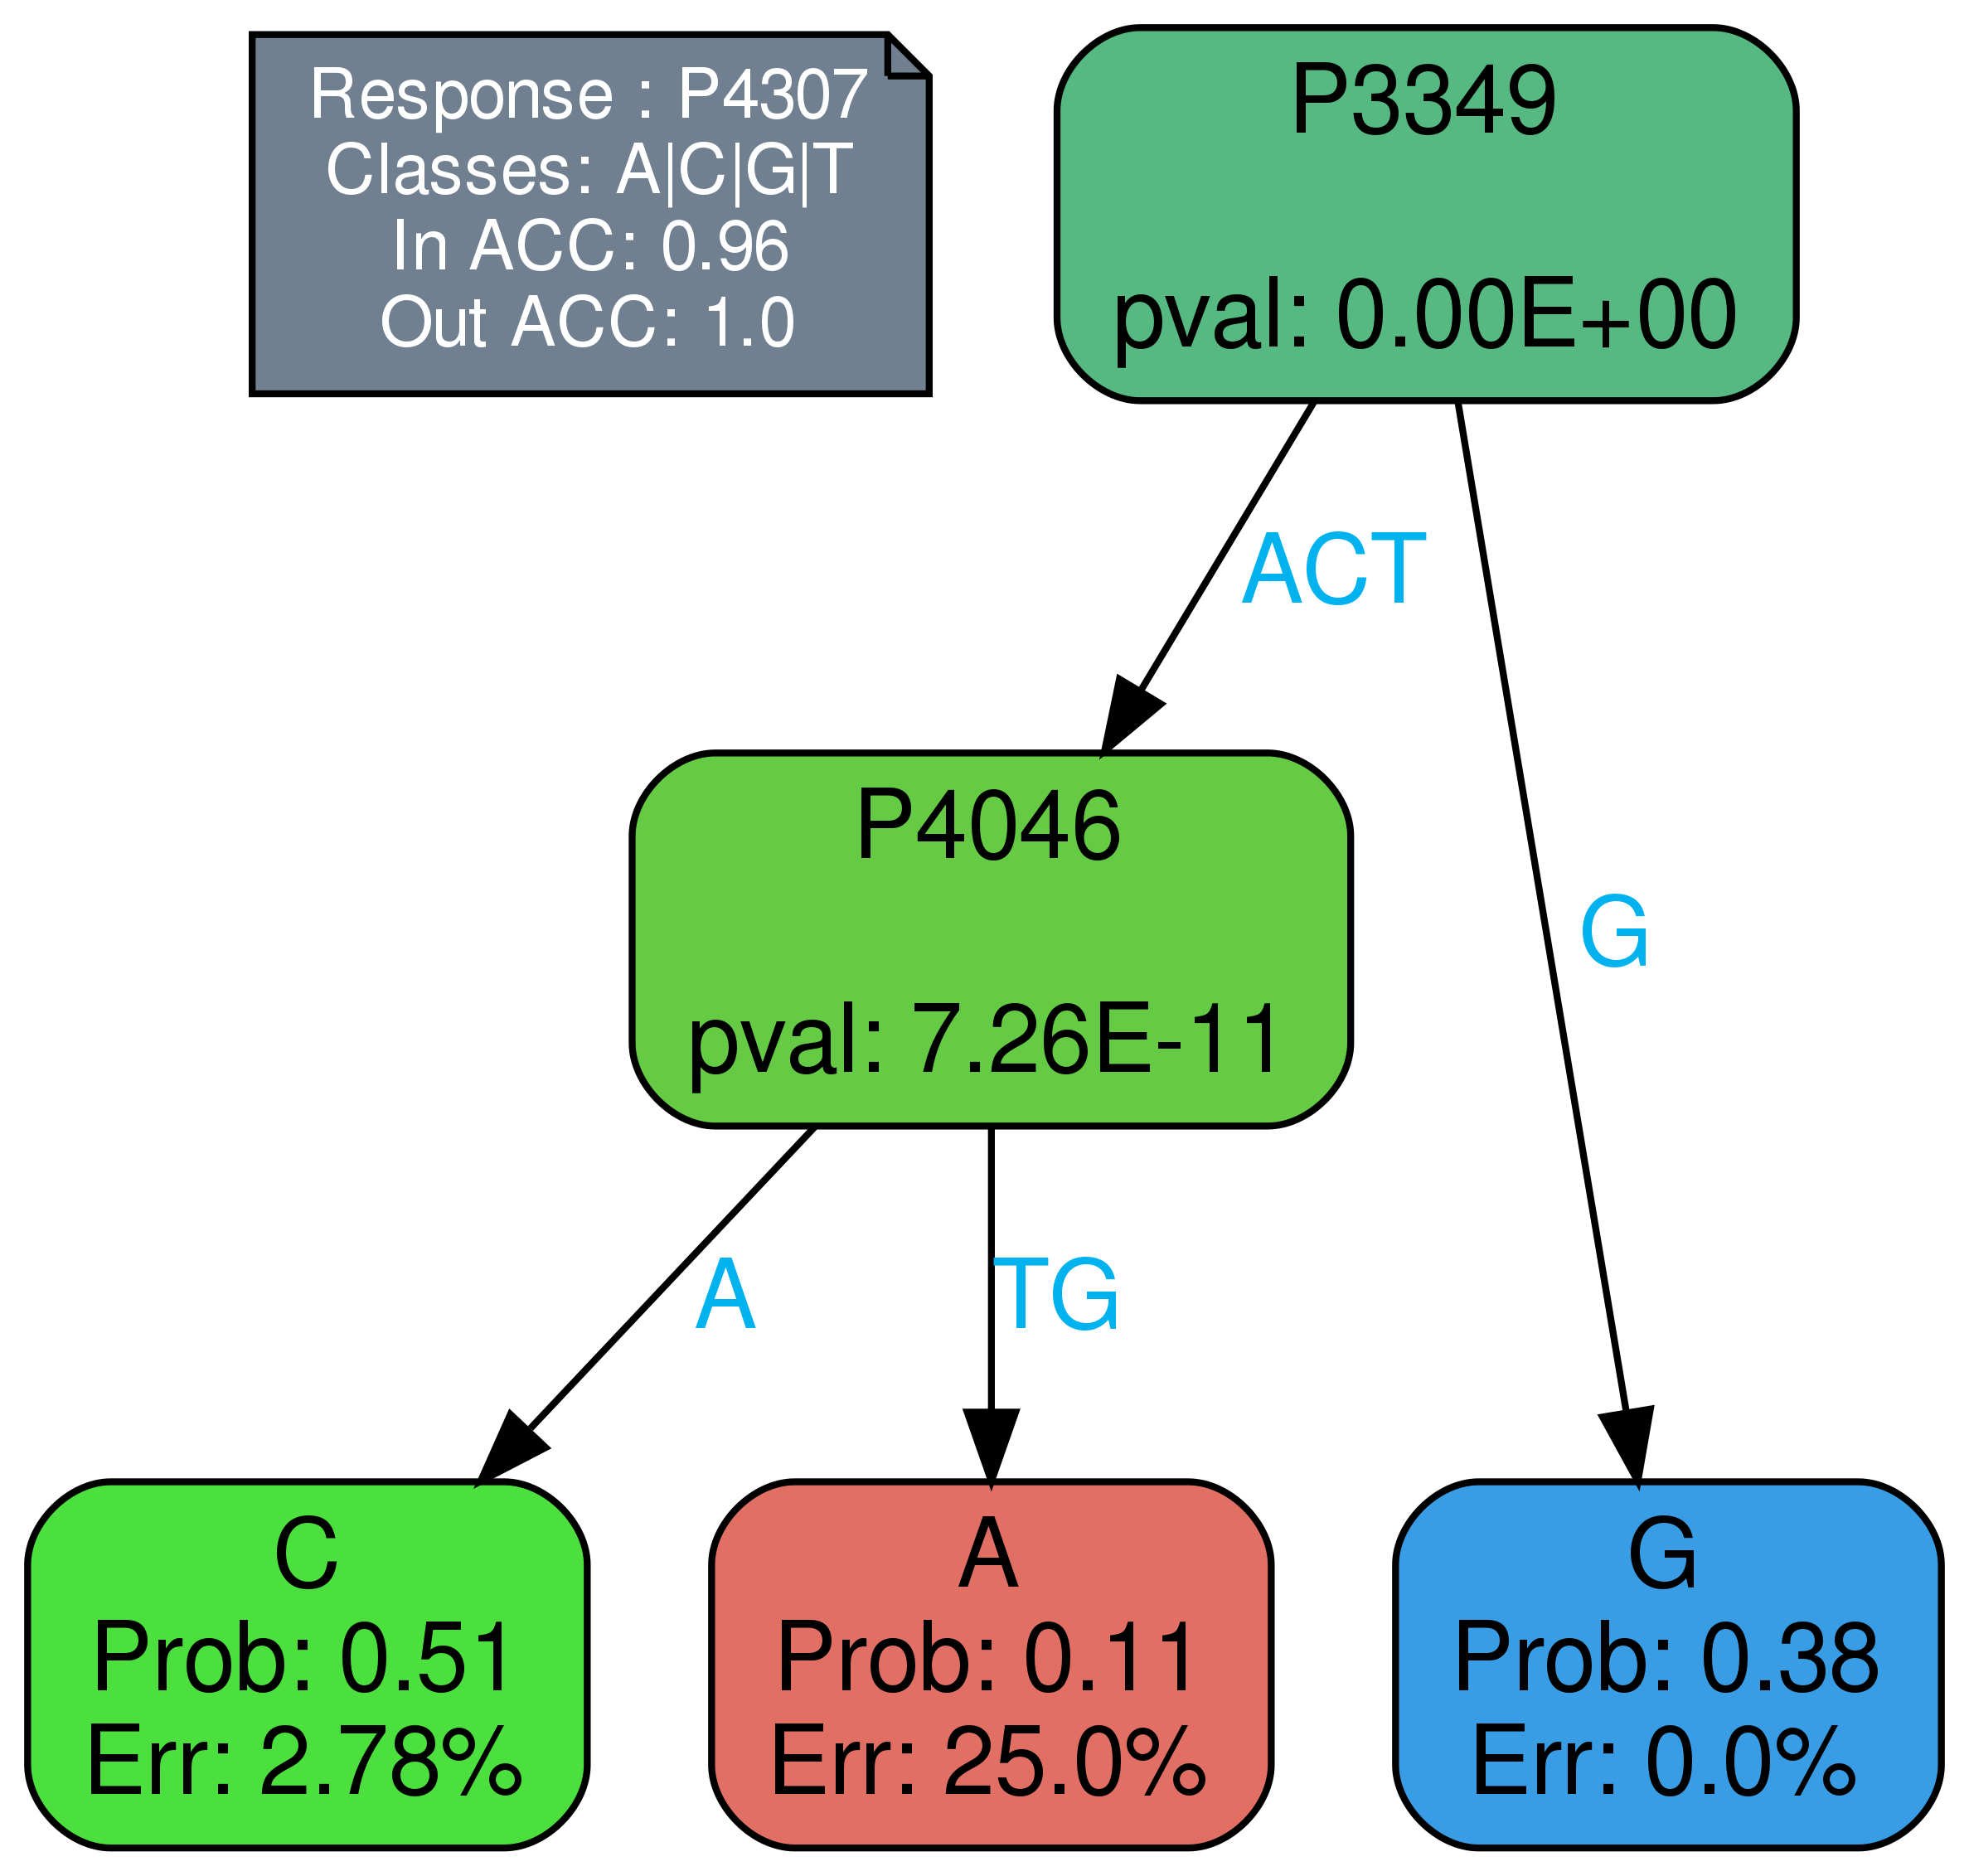 Response : P4307
Classes: A|C|G|T
In ACC: 0.96
Out ACC: 1.0
P3349
pval: 0.00E+00
ACT
G
P4046
pval: 7.26E-11
A
TG
C
Prob: 0.51
Err: 2.78%
A
Prob: 0.11
Err: 25.0%
G
Prob: 0.38
Err: 0.0%